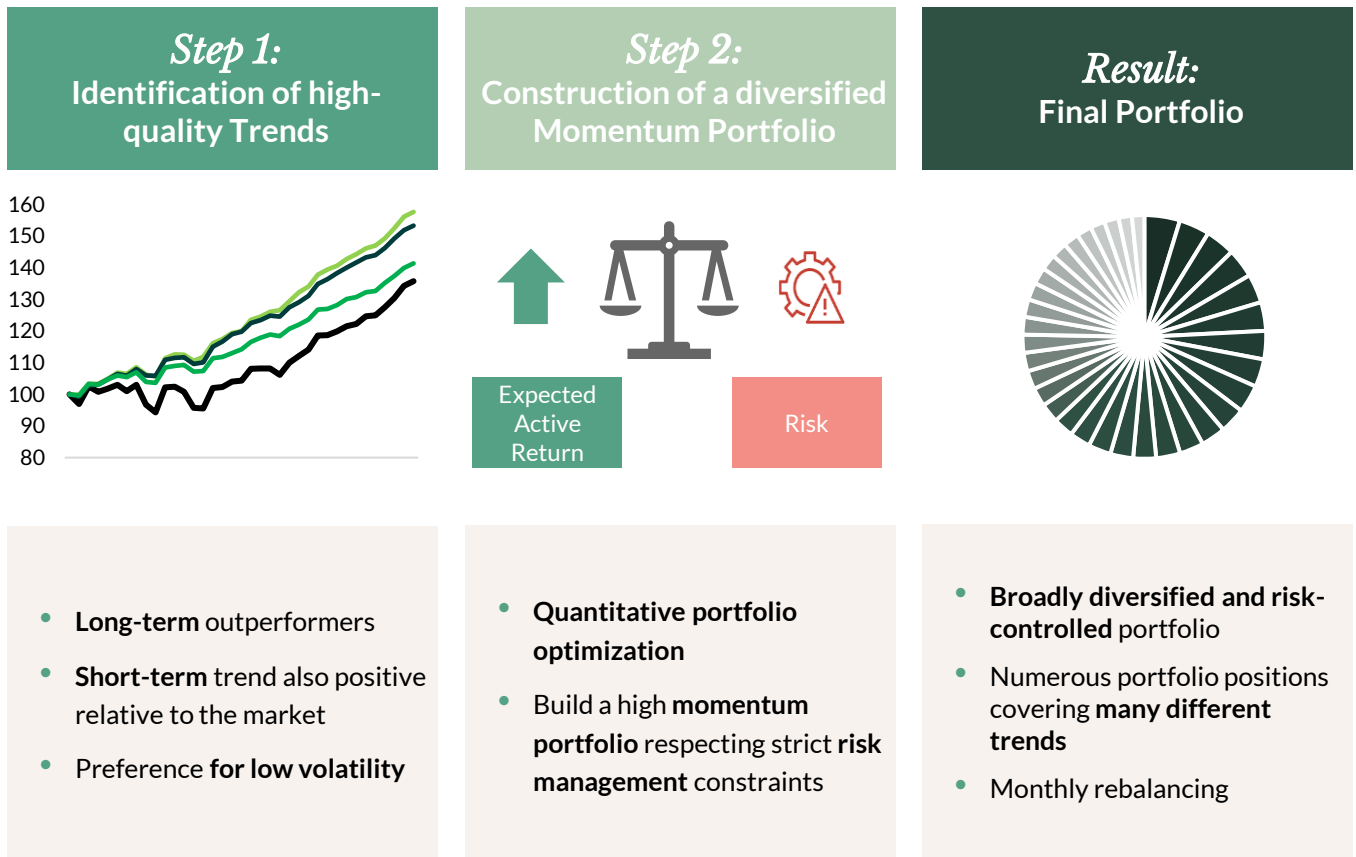 Step 1:
Identification of high-
quality Trends
160
150
140
130
120
110
100
90
80
Long-term outperformers
Short-term trend also positive
relative to the market
Preference for low volatility
Step 2:
Construction of a diversified
Momentum Portfolio
Expected
Active
Return
Risk
Quantitative portfolio
optimization
Build a high momentum
portfolio respecting strict risk
management constraints
Result:
Final Portfolio
Broadly diversified and risk-
controlled portfolio
Numerous portfolio positions
covering many different
trends
Monthly rebalancing